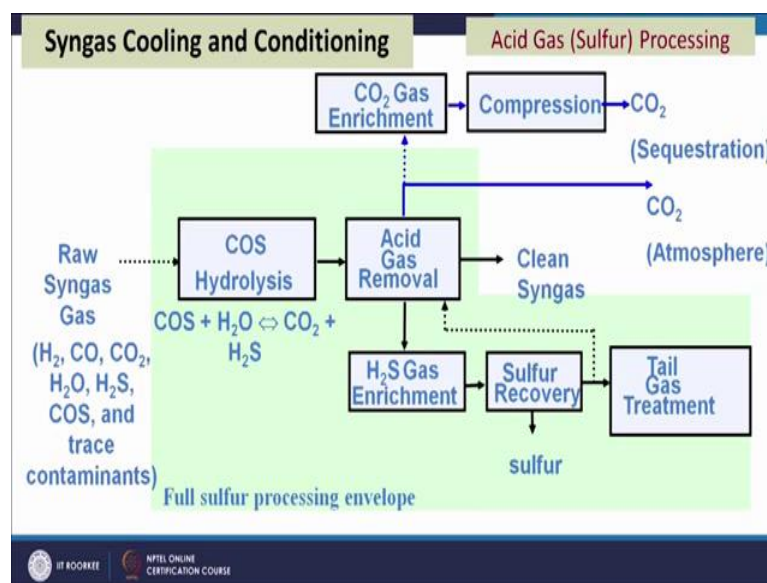 Syngas Cooling and Conditioning
Acid Gas (Sulfur) Processing
CO₂ Gas
Enrichment
Compression
CO₂
(Sequestration)
CO₂
(Atmosphere)
Raw
Syngas
Gas
(H₂, CO, CO₂,
H₂O, H₂S,
COS, and
trace
contaminants)
COS
Hydrolysis
COS + H₂O ⇔ CO₂ +
H₂S
Acid
Gas
Removal
Clean
Syngas
H₂S Gas
Enrichment
Sulfur
Recovery
Tail
Gas
Treatment
sulfur
Full sulfur processing envelope
IIT ROORKEE
NPTEL ONLINE
CERTIFICATION COURSE